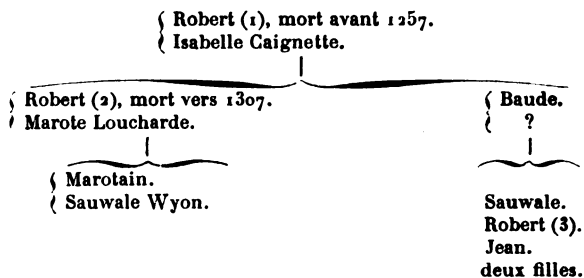 Robert (1), mort avant 1257.
Isabelle Caignette.
Robert (2), mort vers 1307.
Marote Loucharde.
Baude.
?
Marotain.
Sauwale Wyon.
Sauwale.
Robert (3).
Jean.
deux filles.